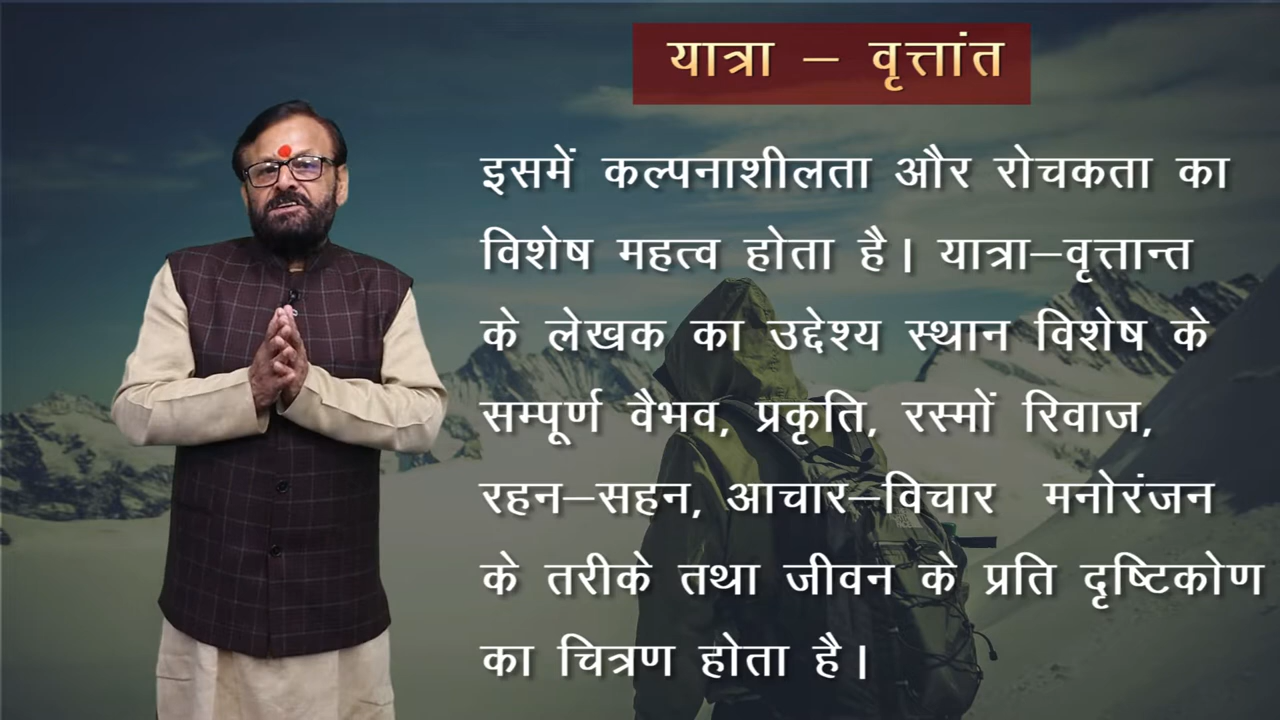 यात्रा – वृत्तांत
इसमें कल्पनाशीलता और रोचकता का
विशेष महत्व होता है। यात्रा–वृत्तान्त
के लेखक का उद्देश्य स्थान विशेष के
सम्पूर्ण वैभव, प्रकृति, रस्मों रिवाज,
रहन–सहन, आचार–विचार मनोरंजन
के तरीके तथा जीवन के प्रति दृष्टिकोण
का चित्रण होता है।